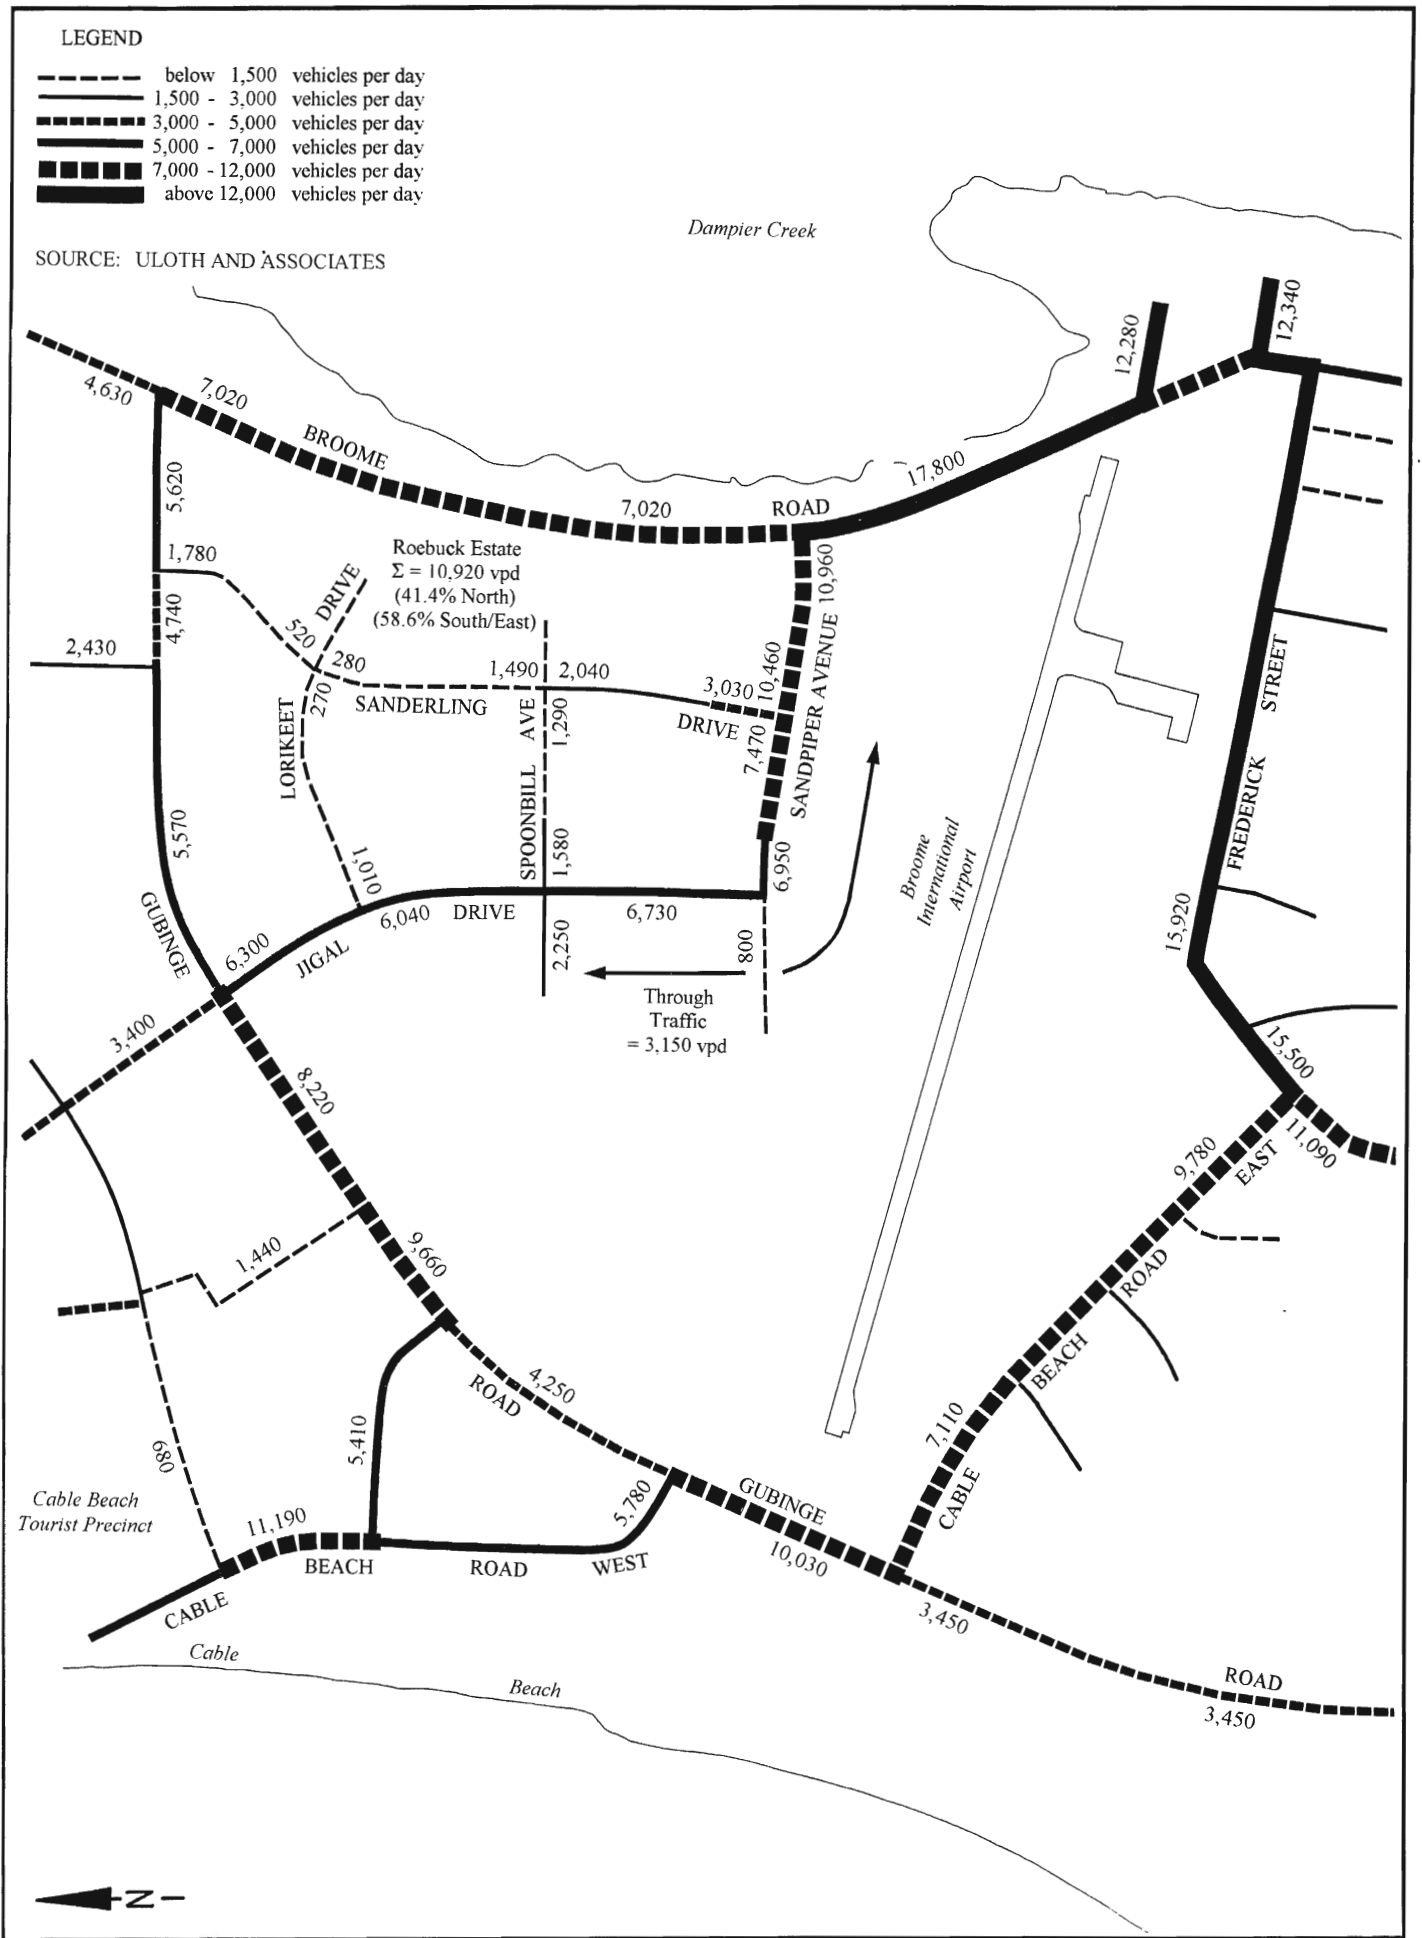 LEGEND
below 1,500 vehicles per day
1,500 - 3,000 vehicles per day
3,000 - 5,000 vehicles per day
5,000 - 7,000 vehicles per day
7,000 - 12,000 vehicles per day
above 12,000 vehicles per day
SOURCE: ULOTH AND ASSOCIATES
Dampier Creek
12,340
12,280
4,630
7,020
BROOME
17,800
7,020
ROAD
5,620
1,780
Roebuck Estate
Σ = 10,920 vpd
(41.4% North)
(58.6% South/East)
DRIVE
10,960
4,740
520
2,430
280
1,490
2,040
3,030
10,460
270
SANDERLING
AVE
1,290
DRIVE
7,470
SANDPIPER AVENUE
LORIKEET
STREET
FREDERICK
SPOONBILL
1,580
5,570
1,010
6,950
Broome
International
Airport
GUBINGE
6,040
DRIVE
6,730
15,920
6,300
JIGAL
2,250
800
Through
Traffic
= 3,150 vpd
3,400
15,500
8,220
11,090
9,780
EAST
9,660
1,440
ROAD
BEACH
4,250
ROAD
5,410
7,110
680
CABLE
Cable Beach
Tourist Precinct
5,780
GUBINGE
11,190
10,030
BEACH
ROAD
WEST
CABLE
3,450
Cable
Beach
ROAD
3,450
N